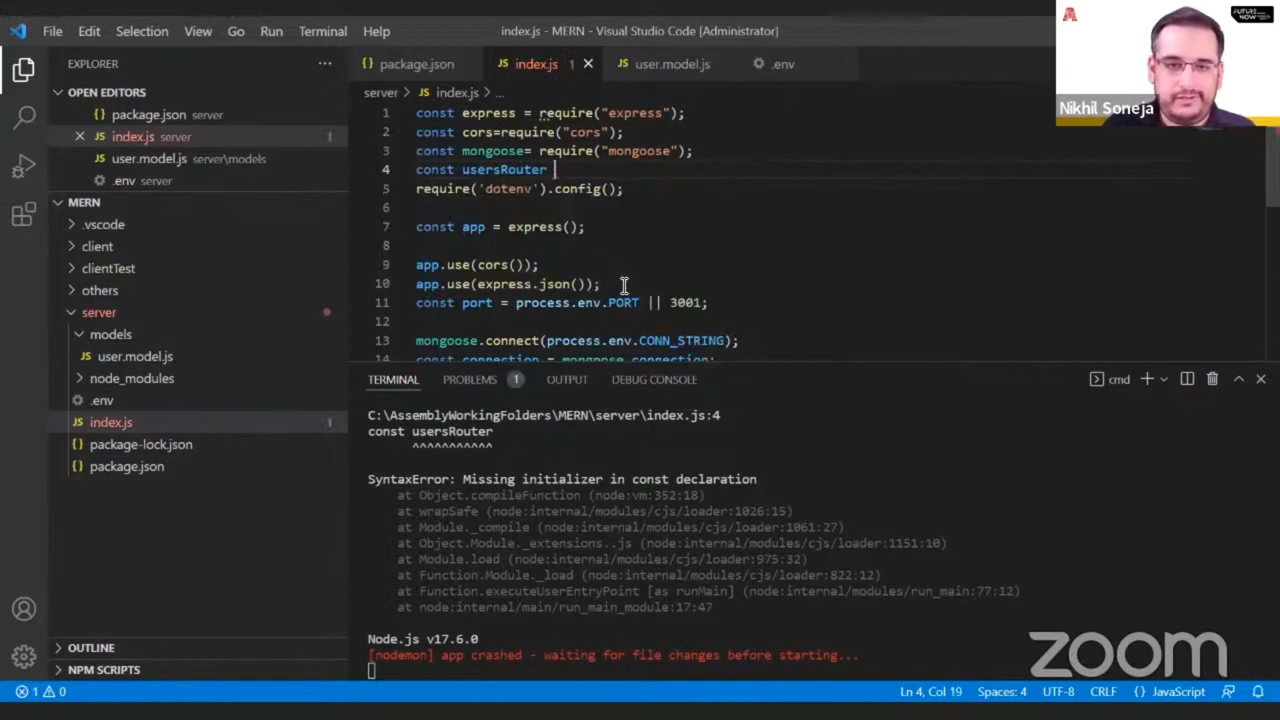 File Edit Selection View Go Run Terminal Help
index.js - MERN - Visual Studio Code [Administrator]
FUTURE NOW
Nikhil Soneja
EXPLORER
OPEN EDITORS
package.json server
index.js server 1
user.model.js server\models
.env server
MERN
.vscode
client
clientTest
others
server
models
user.model.js
node_modules
.env
index.js 1
package-lock.json
package.json
OUTLINE
NPM SCRIPTS
package.json index.js 1 user.model.js .env
server > index.js > ...
1 const express = require("express");
2 const cors=require("cors");
3 const mongoose= require("mongoose");
4 const usersRouter
5 require('dotenv').config();
6
7 const app = express();
8
9 app.use(cors());
10 app.use(express.json());
11 const port = process.env.PORT || 3001;
12
13 mongoose.connect(process.env.CONN_STRING);
14 const connection = mongoose.connection;
TERMINAL PROBLEMS 1 OUTPUT DEBUG CONSOLE
cmd
C:\AssemblyWorkingFolders\MERN\server\index.js:4
const usersRouter
^^^^^^^^^^^
SyntaxError: Missing initializer in const declaration
at Object.compileFunction (node:vm:352:18)
at wrapSafe (node:internal/modules/cjs/loader:1026:15)
at Module._compile (node:internal/modules/cjs/loader:1061:27)
at Object.Module._extensions..js (node:internal/modules/cjs/loader:1151:10)
at Module.load (node:internal/modules/cjs/loader:975:32)
at Function.Module._load (node:internal/modules/cjs/loader:822:12)
at Function.executeUserEntryPoint [as runMain] (node:internal/modules/run_main:77:12)
at node:internal/main/run_main_module:17:47
Node.js v17.6.0
[nodemon] app crashed - waiting for file changes before starting...
zoom
1 0
Ln 4, Col 19 Spaces: 4 UTF-8 CRLF {} JavaScript